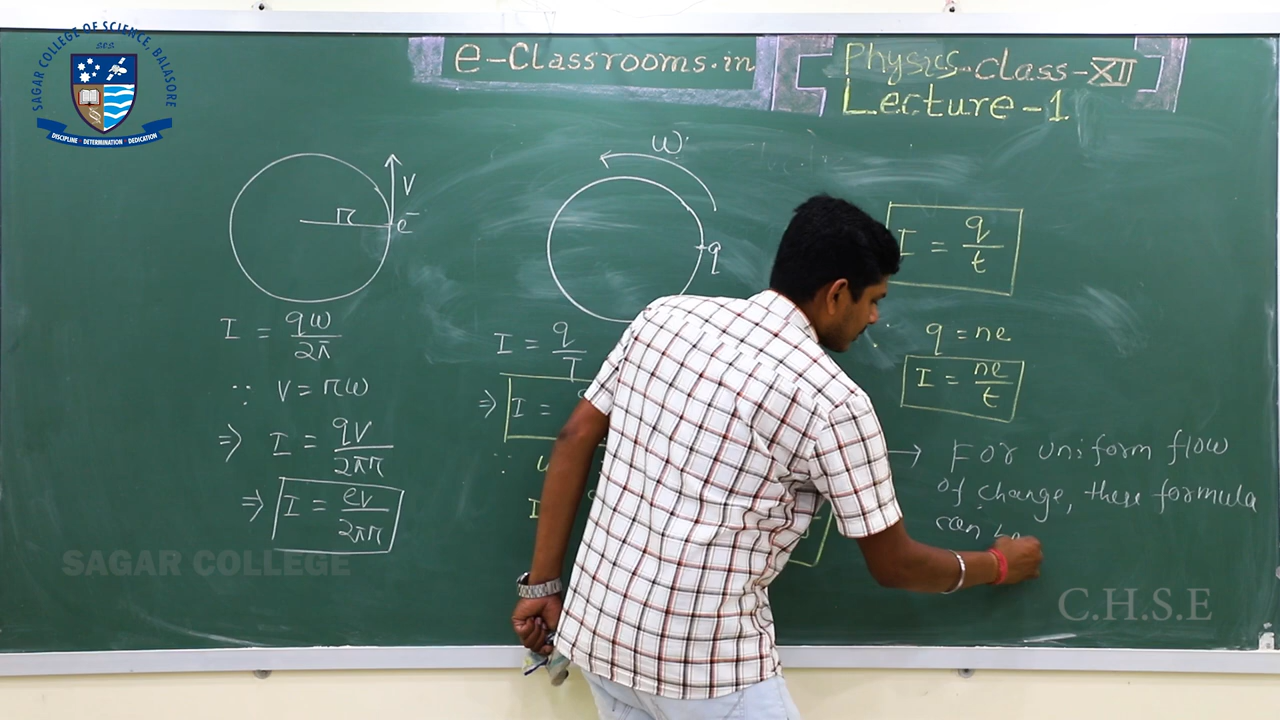 SAGAR COLLEGE OF SCIENCE, BALASORE
DISCIPLINE DETERMINATION DEDICATION
e-Classrooms.in
Physics-Class-XII
Lecture-1
r
V
e⁻
I = qω/2π
∵ V = rω
⇒ I = qV/2πr
⇒ I = ev/2πr
ω
q
I = q/T
⇒ I =
∵
I
I = q/t
∵ q = ne
I = ne/t
→ For uniform flow
of change, these formula
can
SAGAR COLLEGE
C.H.S.E